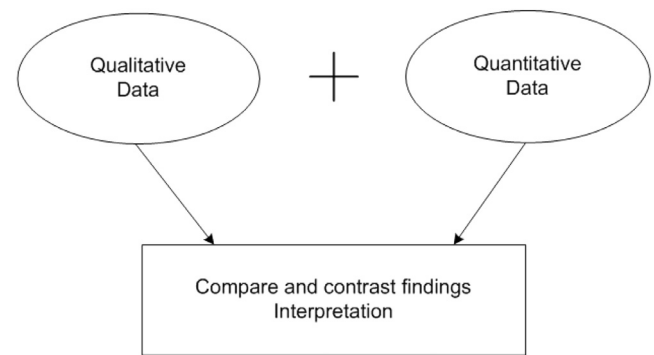 Qualitative
Data
Quantitative
Data
Compare and contrast findings
Interpretation